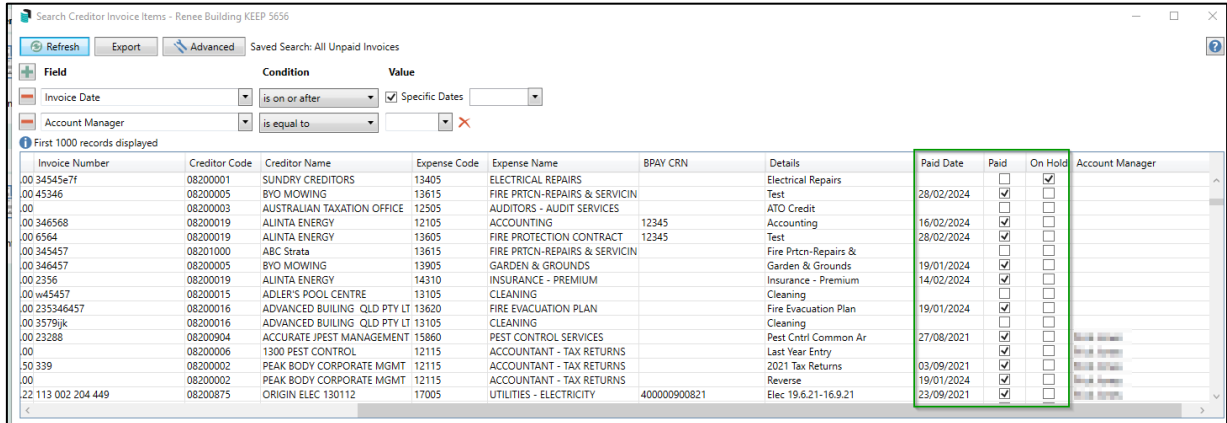 Search Creditor Invoice Items - Renee Building KEEP 5656
Refresh Export Advanced Saved Search: All Unpaid Invoices
Field Condition Value
Invoice Date is on or after Specific Dates
Account Manager is equal to
First 1000 records displayed
Invoice Number Creditor Code Creditor Name Expense Code Expense Name BPAY CRN Details Paid Date Paid On Hold Account Manager
.00 34545e7f 08200001 SUNDRY CREDITORS 13405 ELECTRICAL REPAIRS Electrical Repairs
.00 45346 08200005 BYO MOWING 13615 FIRE PRTCN-REPAIRS & SERVICIN Test 28/02/2024
.00 08200003 AUSTRALIAN TAXATION OFFICE 12505 AUDITORS - AUDIT SERVICES ATO Credit
.00 346568 08200019 ALINTA ENERGY 12105 ACCOUNTING 12345 Accounting 16/02/2024
.00 6564 08200019 ALINTA ENERGY 13605 FIRE PROTECTION CONTRACT 12345 Test 28/02/2024
.00 345457 08201000 ABC Strata 13615 FIRE PRTCN-REPAIRS & SERVICIN Fire Prtcn-Repairs &
.00 346457 08200005 BYO MOWING 13905 GARDEN & GROUNDS Garden & Grounds 19/01/2024
.00 2356 08200019 ALINTA ENERGY 14310 INSURANCE - PREMIUM Insurance - Premium 14/02/2024
.00 w45457 08200015 ADLER'S POOL CENTRE 13105 CLEANING Cleaning
.00 235346457 08200016 ADVANCED BUILING QLD PTY LT 13620 FIRE EVACUATION PLAN Fire Evacuation Plan 19/01/2024
.00 3579ijk 08200016 ADVANCED BUILING QLD PTY LT 13105 CLEANING Cleaning
.00 23288 08200904 ACCURATE JPEST MANAGEMENT 15860 PEST CONTROL SERVICES Pest Cntrl Common Ar 27/08/2021
.00 08200006 1300 PEST CONTROL 12115 ACCOUNTANT - TAX RETURNS Last Year Entry
.50 339 08200002 PEAK BODY CORPORATE MGMT 12115 ACCOUNTANT - TAX RETURNS 2021 Tax Returns 03/09/2021
.00 08200002 PEAK BODY CORPORATE MGMT 12115 ACCOUNTANT - TAX RETURNS Reverse 19/01/2024
.22 113 002 204 449 08200875 ORIGIN ELEC 130112 17005 UTILITIES - ELECTRICITY 400000900821 Elec 19.6.21-16.9.21 23/09/2021